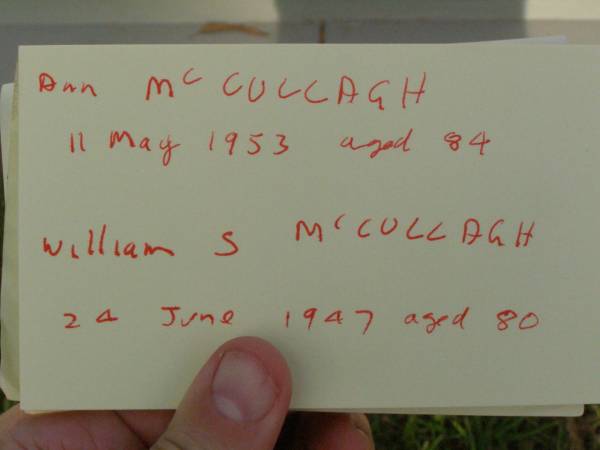 Ann McCULLAGH
11 May 1953 aged 84
William S McCULLAGH
24 June 1947 aged 80